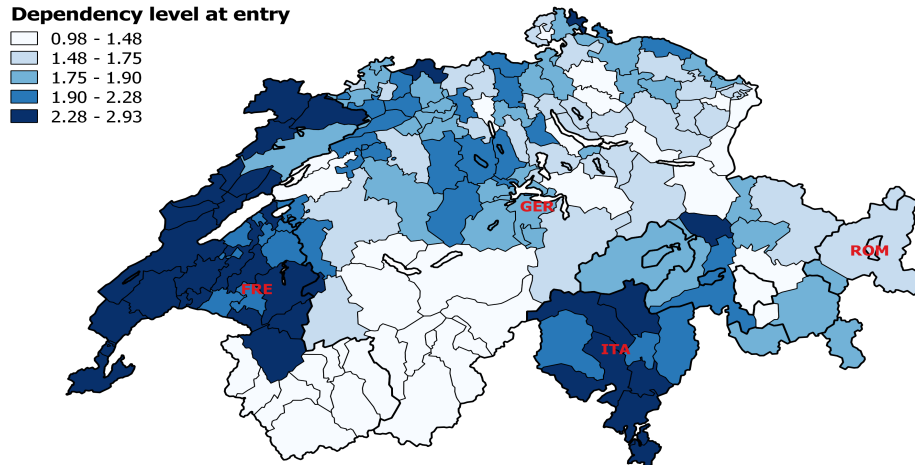 Dependency level at entry
0.98 - 1.48
1.48 - 1.75
1.75 - 1.90
1.90 - 2.28
2.28 - 2.93
GER
ROM
FRE
ITA